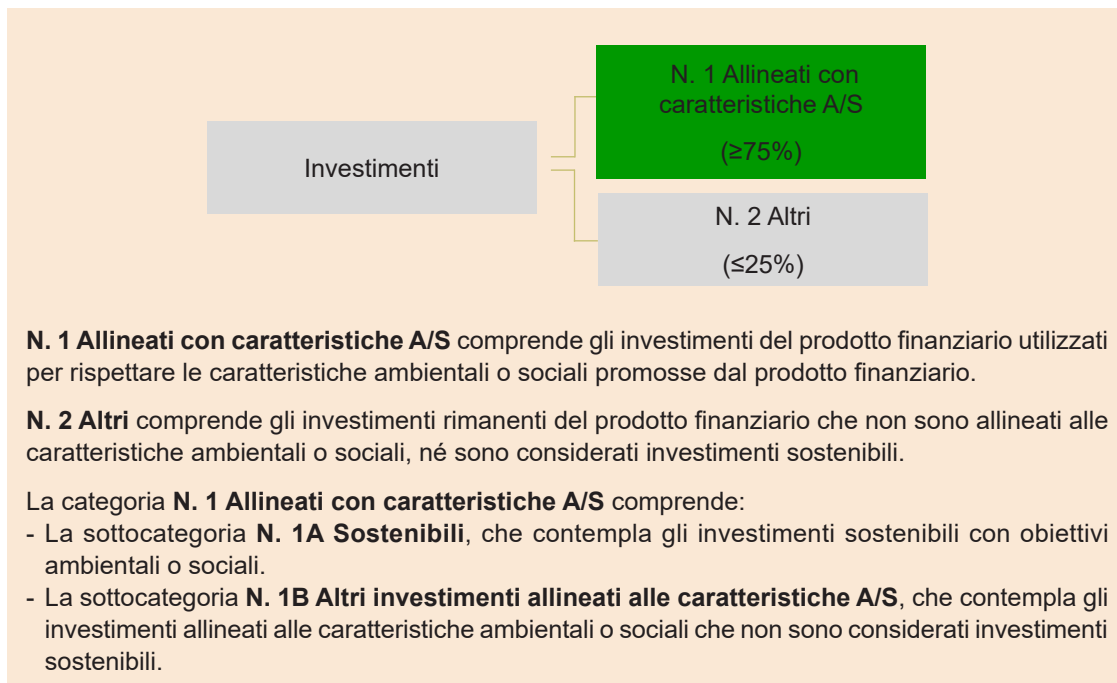 N. 1 Allineati con
caratteristiche A/S
(≥75%)
Investimenti
N. 2 Altri
(≤25%)
N. 1 Allineati con caratteristiche A/S comprende gli investimenti del prodotto finanziario utilizzati
per rispettare le caratteristiche ambientali o sociali promosse dal prodotto finanziario.
N. 2 Altri comprende gli investimenti rimanenti del prodotto finanziario che non sono allineati alle
caratteristiche ambientali o sociali, né sono considerati investimenti sostenibili.
La categoria N. 1 Allineati con caratteristiche A/S comprende:
- La sottocategoria N. 1A Sostenibili, che contempla gli investimenti sostenibili con obiettivi
ambientali o sociali.
- La sottocategoria N. 1B Altri investimenti allineati alle caratteristiche A/S, che contempla gli
investimenti allineati alle caratteristiche ambientali o sociali che non sono considerati investimenti
sostenibili.